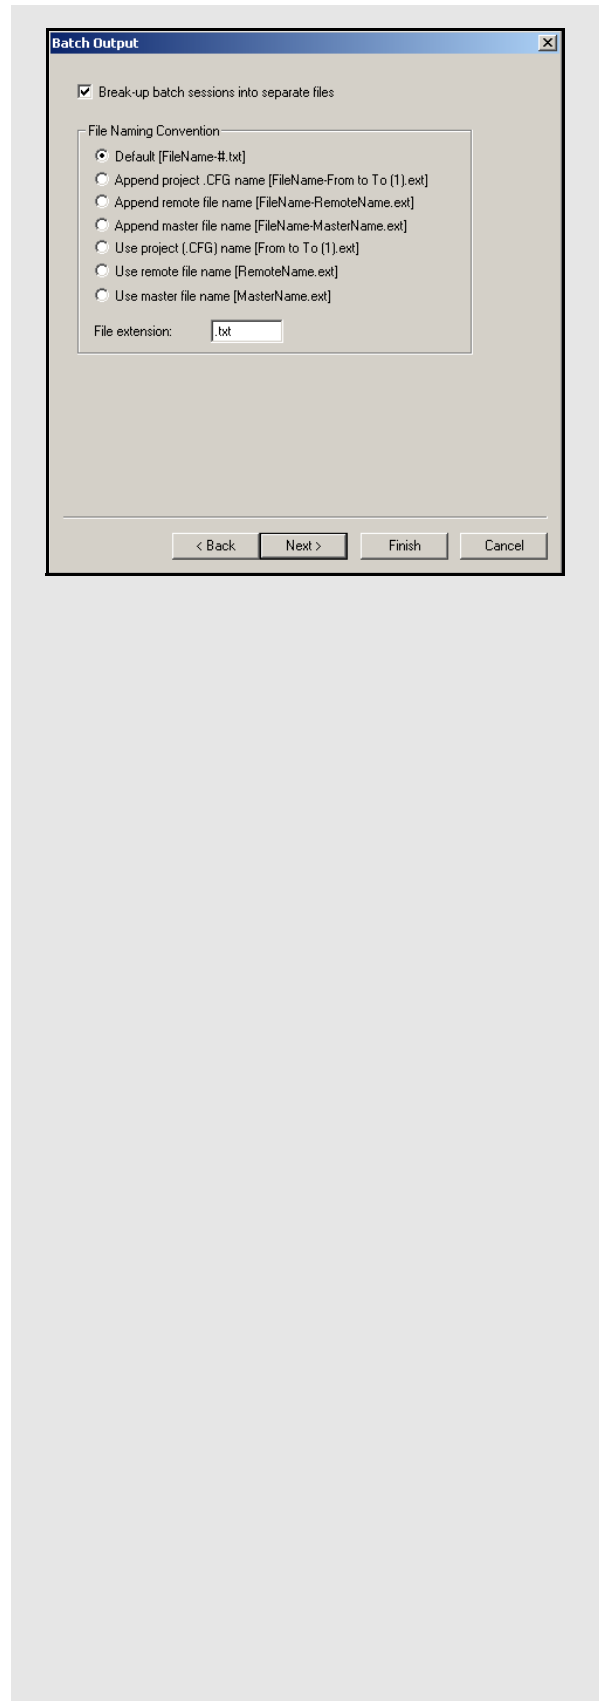 Batch Output
Break-up batch sessions into separate files
File Naming Convention
Default [FileName-#.txt]
Append project .CFG name [FileName-From to To (1).ext]
Append remote file name [FileName-RemoteName.ext]
Append master file name [FileName-MasterName.ext]
Use project (.CFG) name [From to To (1).ext]
Use remote file name [RemoteName.ext]
Use master file name [MasterName.ext]
File extension: .txt
< Back Next > Finish Cancel